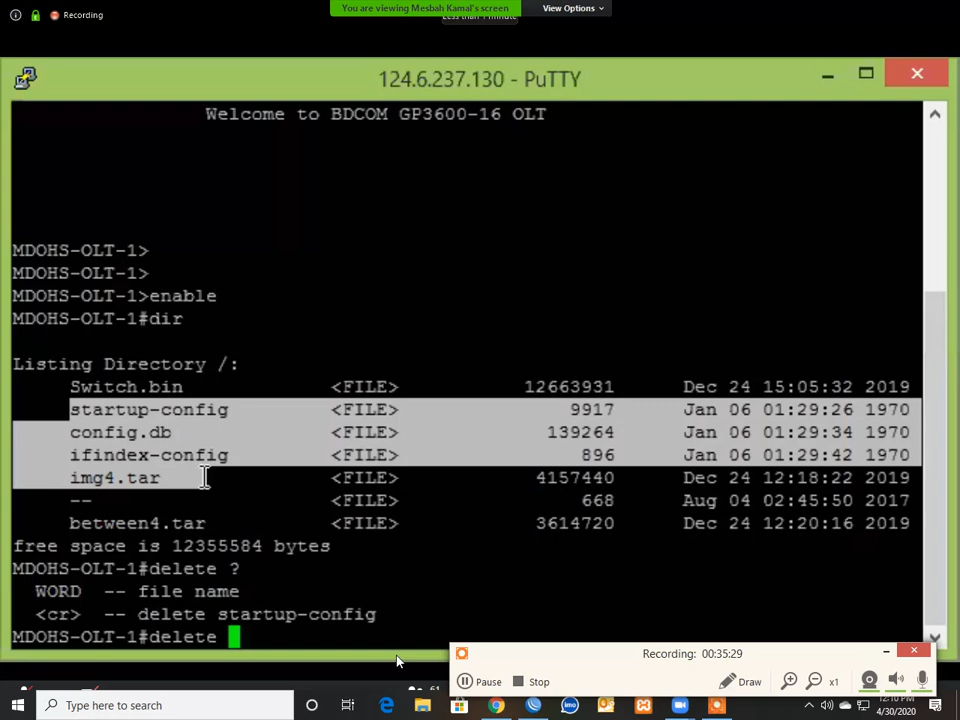 Recording
You are viewing Mesbah Kamal's screen
View Options
124.6.237.130 - PuTTY
Welcome to BDCOM GP3600-16 OLT
MDOHS-OLT-1>
MDOHS-OLT-1>
MDOHS-OLT-1>enable
MDOHS-OLT-1#dir
Listing Directory /:
Switch.bin <FILE> 12663931 Dec 24 15:05:32 2019
startup-config <FILE> 9917 Jan 06 01:29:26 1970
config.db <FILE> 139264 Jan 06 01:29:34 1970
ifindex-config <FILE> 896 Jan 06 01:29:42 1970
img4.tar <FILE> 4157440 Dec 24 12:18:22 2019
-- <FILE> 668 Aug 04 02:45:50 2017
between4.tar <FILE> 3614720 Dec 24 12:20:16 2019
free space is 12355584 bytes
MDOHS-OLT-1#delete ?
WORD -- file name
<cr> -- delete startup-config
MDOHS-OLT-1#delete
Recording: 00:35:29
Pause Stop Draw x1
Type here to search
4/30/2020